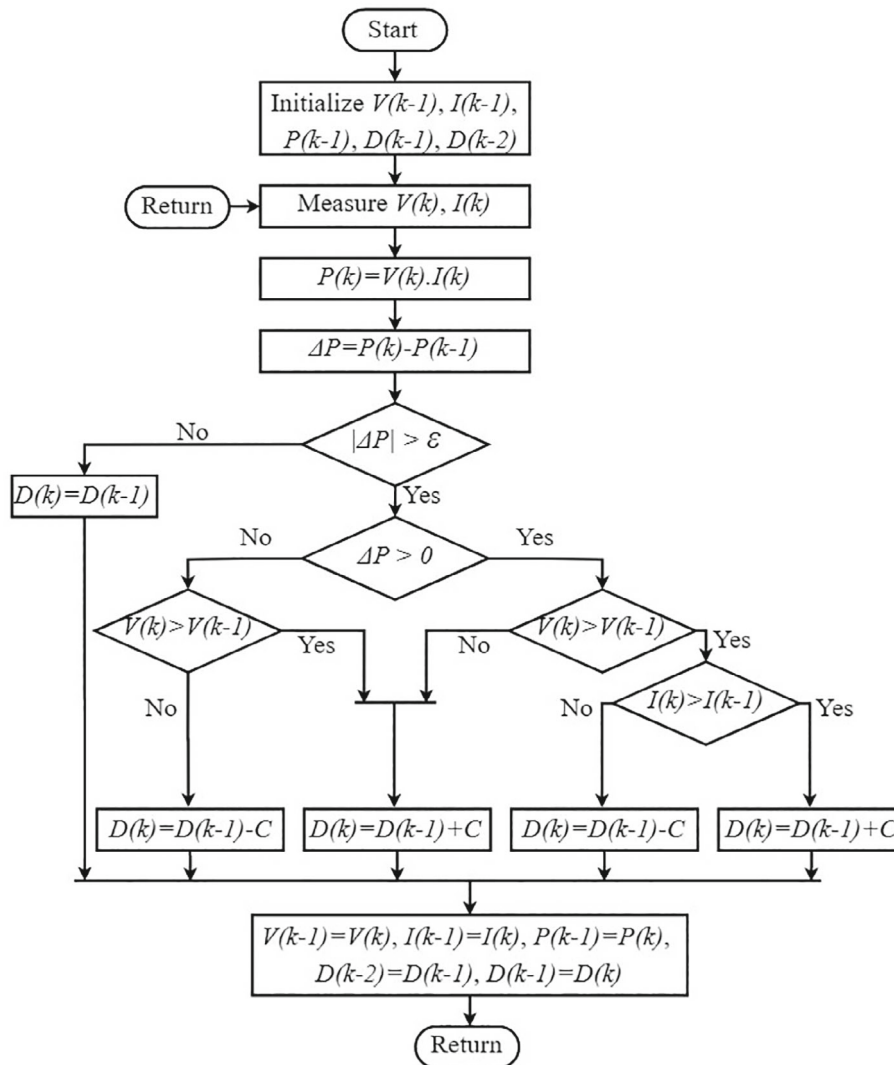 Start
Initialize V(k-1), I(k-1),
P(k-1), D(k-1), D(k-2)
Return
Measure V(k), I(k)
P(k)=V(k).I(k)
ΔP=P(k)-P(k-1)
No
|ΔP| > ε
D(k)=D(k-1)
Yes
No
ΔP > 0
Yes
V(k)>V(k-1)
Yes
No
V(k)>V(k-1)
No
Yes
I(k)>I(k-1)
No
Yes
D(k)=D(k-1)-C
D(k)=D(k-1)+C
D(k)=D(k-1)-C
D(k)=D(k-1)+C
V(k-1)=V(k), I(k-1)=I(k), P(k-1)=P(k),
D(k-2)=D(k-1), D(k-1)=D(k)
Return